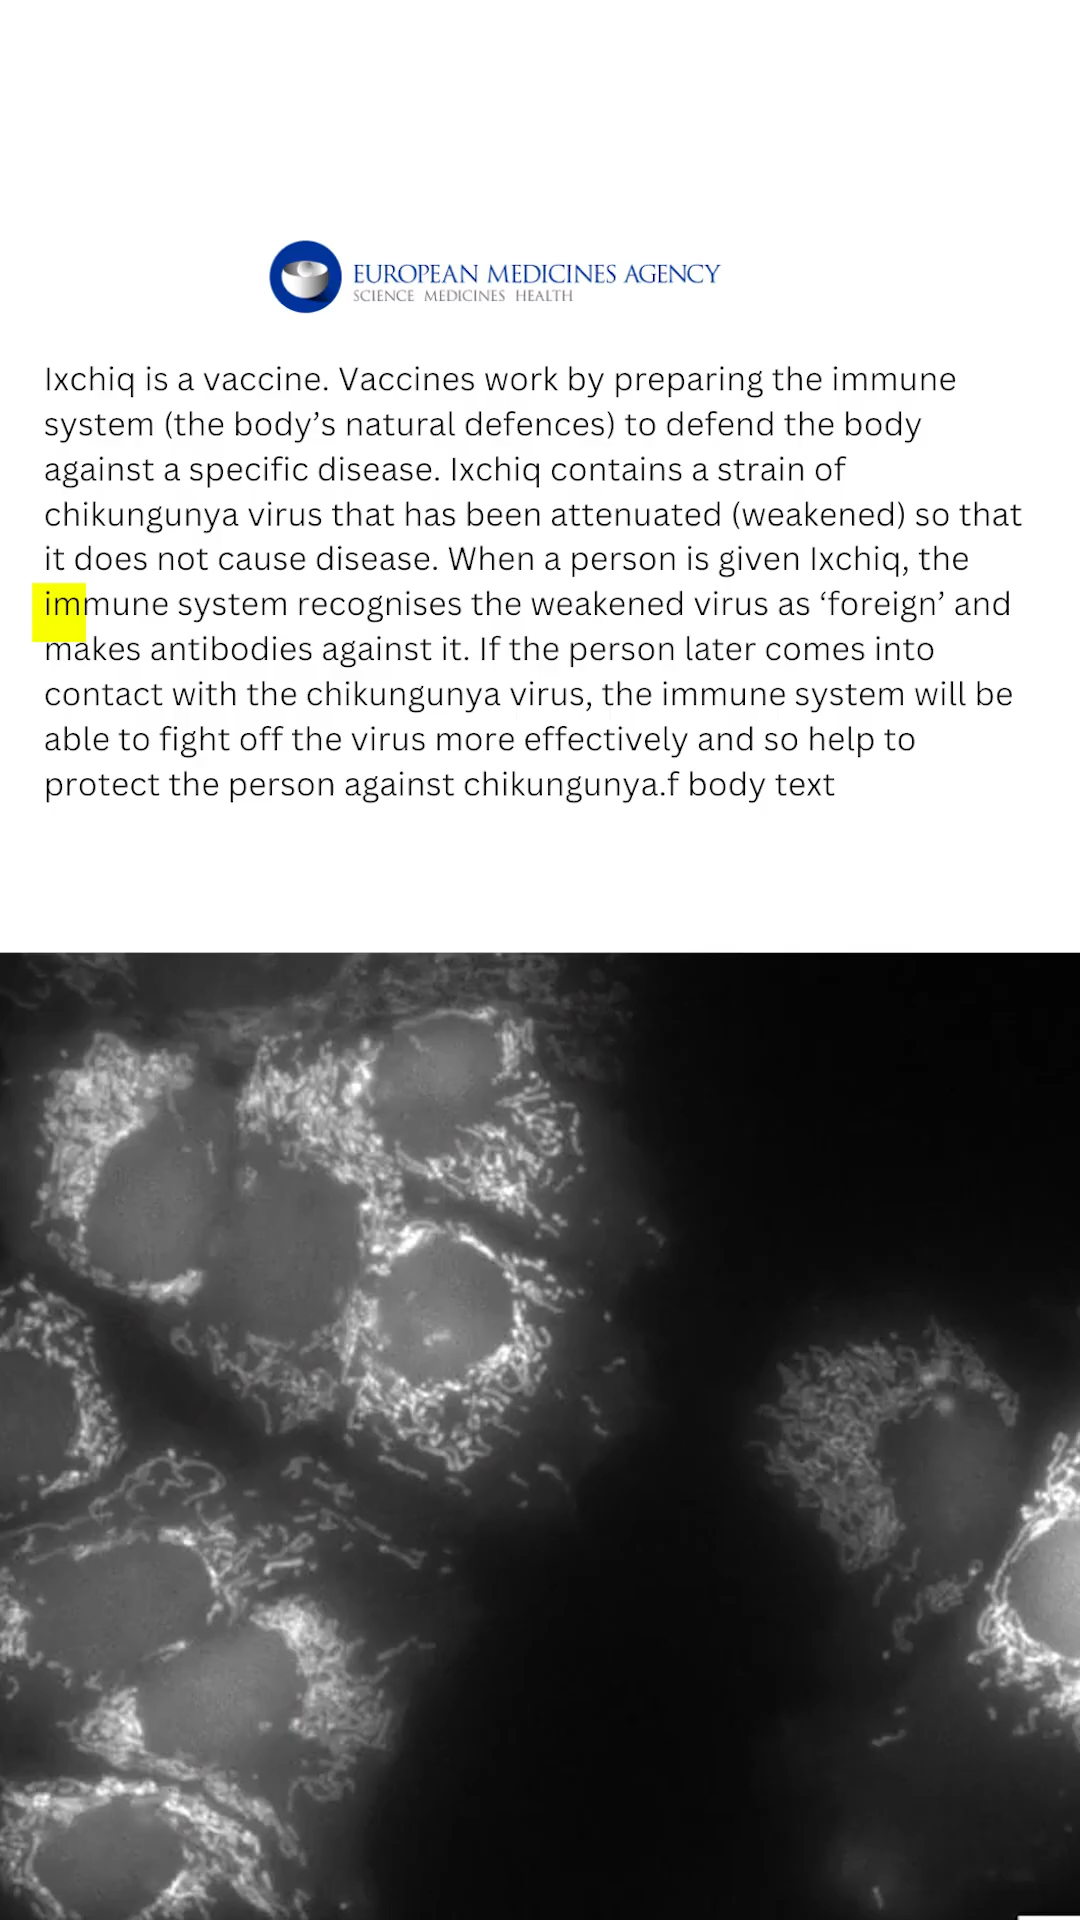 EUROPEAN MEDICINES AGENCY
SCIENCE MEDICINES HEALTH
Ixchiq is a vaccine. Vaccines work by preparing the immune
system (the body’s natural defences) to defend the body
against a specific disease. Ixchiq contains a strain of
chikungunya virus that has been attenuated (weakened) so that
it does not cause disease. When a person is given Ixchiq, the
immune system recognises the weakened virus as ‘foreign’ and
makes antibodies against it. If the person later comes into
contact with the chikungunya virus, the immune system will be
able to fight off the virus more effectively and so help to
protect the person against chikungunya.f body text